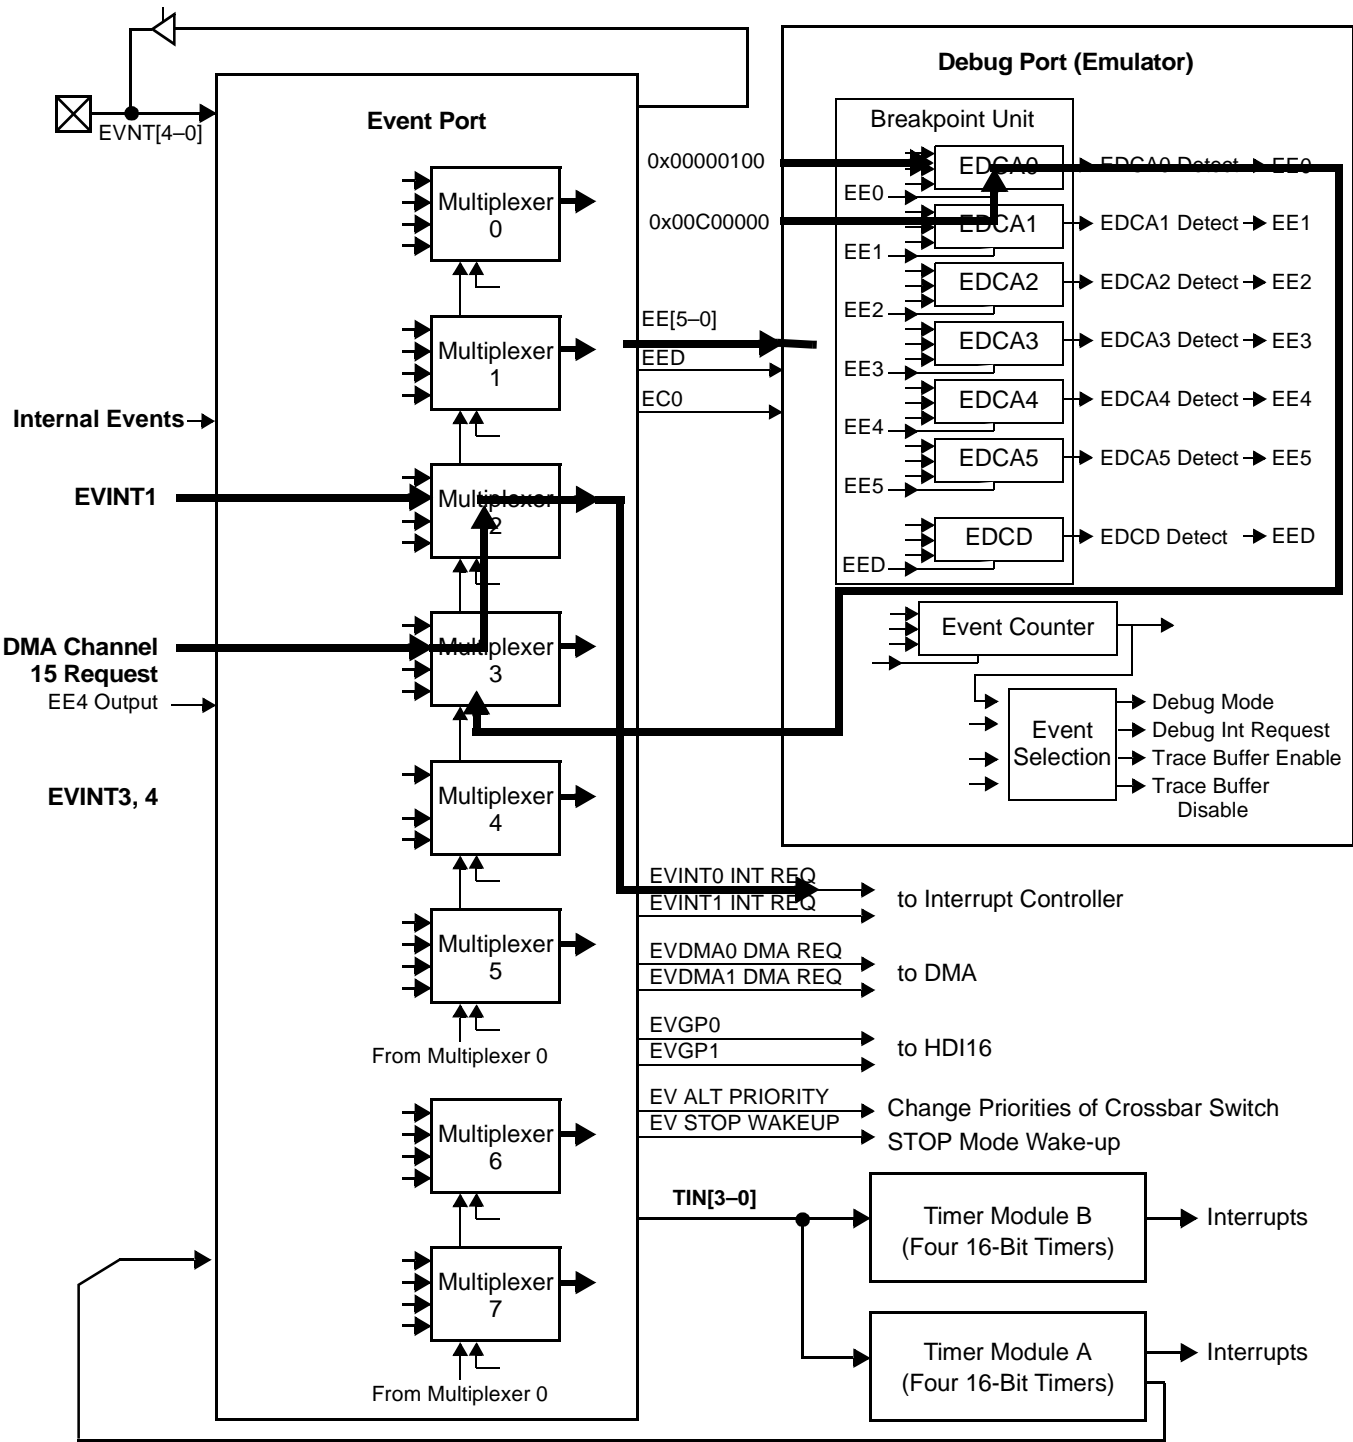 Debug Port (Emulator)
Event Port
EVNT[4–0]
Breakpoint Unit
0x00000100
EDCA0
EDCA0 Detect
EE0
EE0
0x00C00000
EDCA1
EDCA1 Detect
EE1
EE1
EDCA2
EDCA2 Detect
EE2
EE2
EDCA3
EDCA3 Detect
EE3
EE3
EDCA4
EDCA4 Detect
EE4
EE4
EDCA5
EDCA5 Detect
EE5
EE5
EDCD
EDCD Detect
EED
EED
Multiplexer
0
Multiplexer
1
EE[5–0]
EED
EC0
Internal Events
EVINT1
Multiplexer
2
DMA Channel
15 Request
EE4 Output
Multiplexer
3
Event Counter
Event
Selection
Debug Mode
Debug Int Request
Trace Buffer Enable
Trace Buffer
Disable
EVINT3, 4
Multiplexer
4
EVINT0 INT REQ
EVINT1 INT REQ
to Interrupt Controller
Multiplexer
5
EVDMA0 DMA REQ
EVDMA1 DMA REQ
to DMA
From Multiplexer 0
EVGP0
EVGP1
to HDI16
EV ALT PRIORITY
Change Priorities of Crossbar Switch
EV STOP WAKEUP
STOP Mode Wake-up
Multiplexer
6
TIN[3–0]
Timer Module B
(Four 16-Bit Timers)
Interrupts
Multiplexer
7
Timer Module A
(Four 16-Bit Timers)
Interrupts
From Multiplexer 0